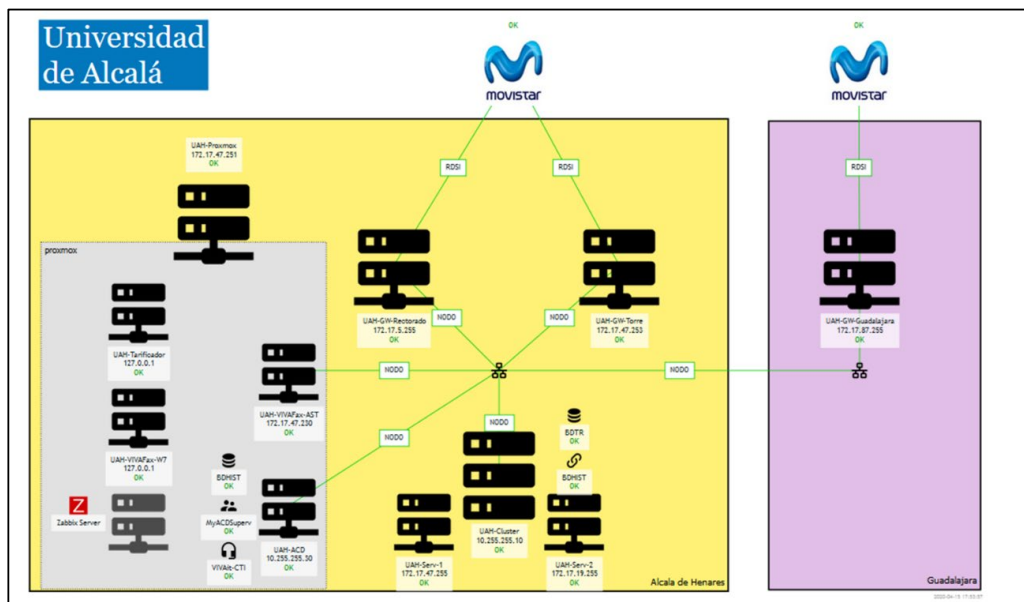 Universidad
de Alcalá
OK
movistar
OK
movistar
UAH-Proxmox
172.17.47.251
OK
RDSI
RDSI
RDSI
proxmox
UAH-GW-Rectorado
172.17.5.255
OK
UAH-GW-Torre
172.17.47.253
OK
UAH-GW-Guadalajara
172.17.87.255
OK
NODO
NODO
UAH-Tarificador
127.0.0.1
OK
NODO
NODO
UAH-VIVAFax-AST
172.17.47.230
OK
NODO
NODO
BDTR
OK
UAH-VIVAFax-W7
127.0.0.1
OK
BDHIST
OK
BDHIST
OK
Zabbix Server
MyACDSuperv
OK
UAH-ACD
10.255.255.30
OK
VIVAit-CTI
OK
UAH-Cluster
10.255.255.10
OK
UAH-Serv-1
172.17.47.255
OK
UAH-Serv-2
172.17.19.255
OK
Alcala de Henares
Guadalajara